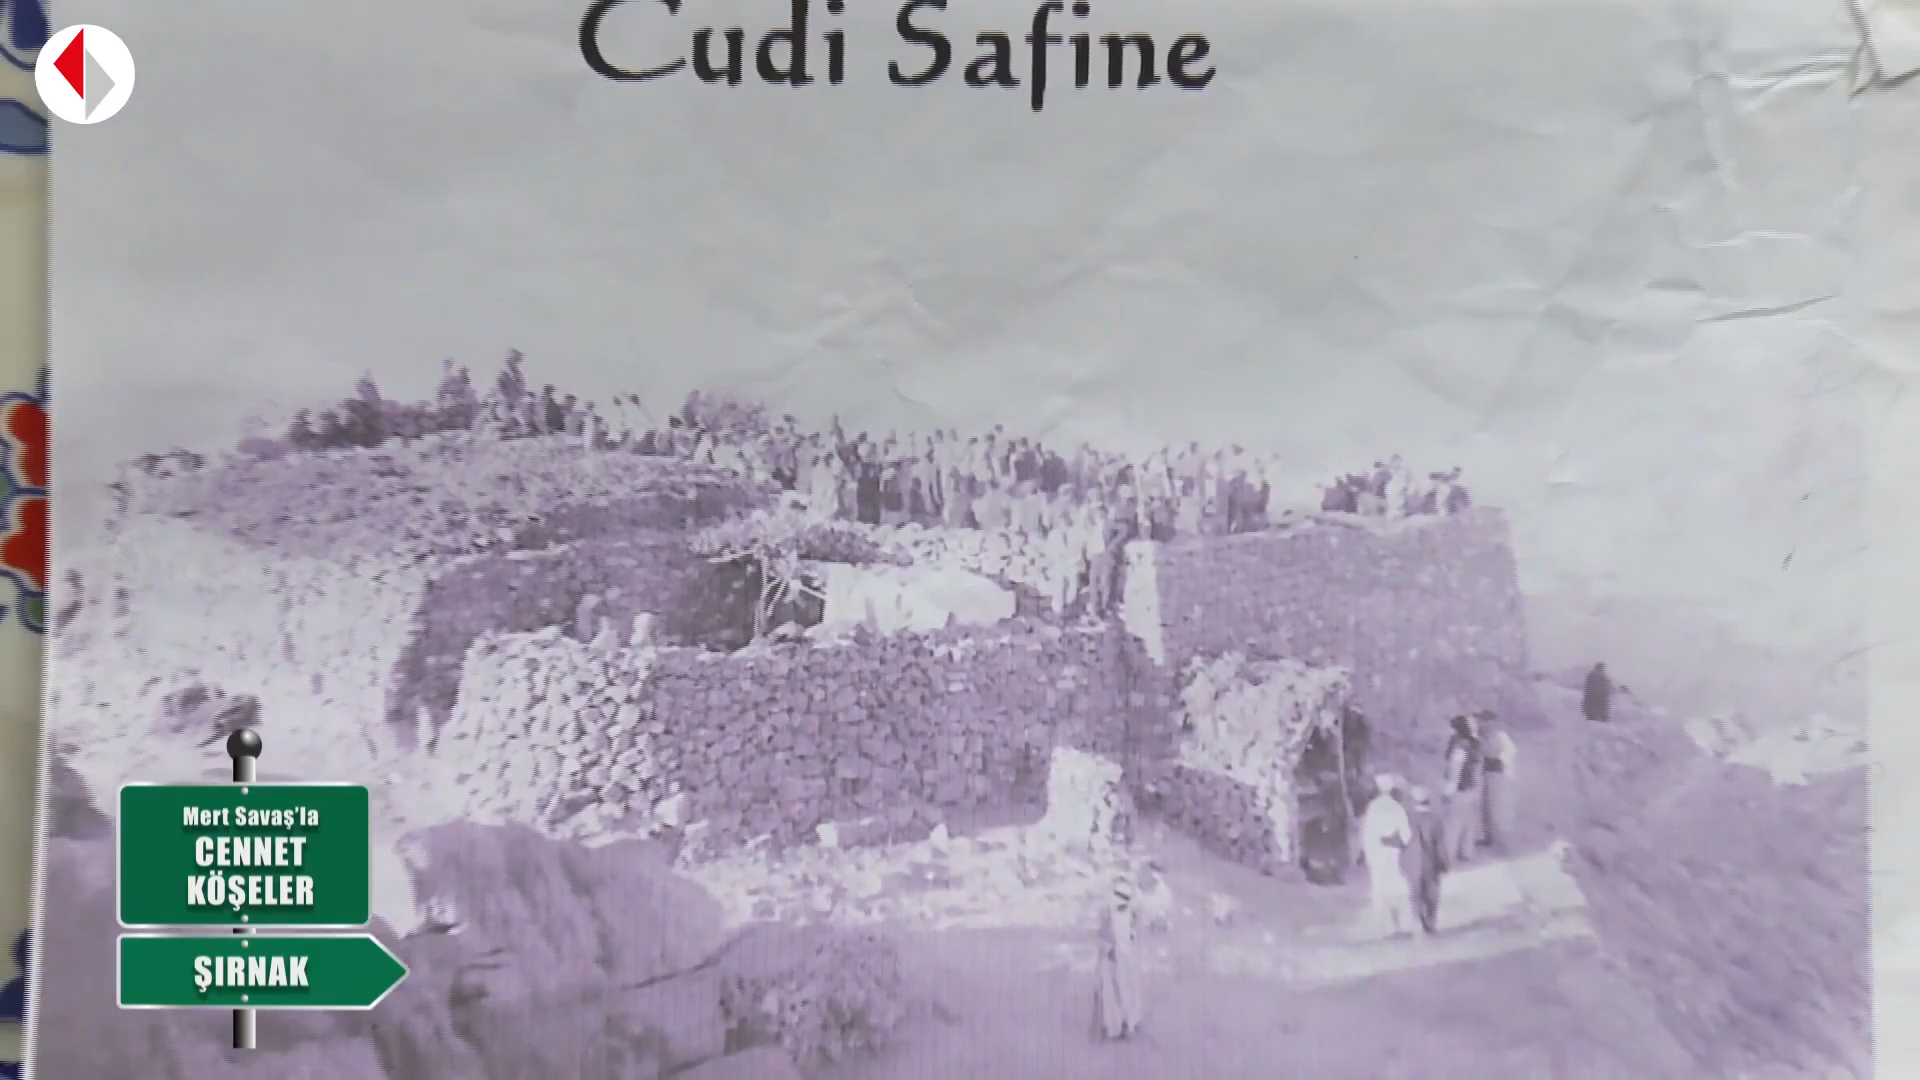 Cudi Safine
Mert Savaş'la
CENNET
KÖŞELER
ŞIRNAK